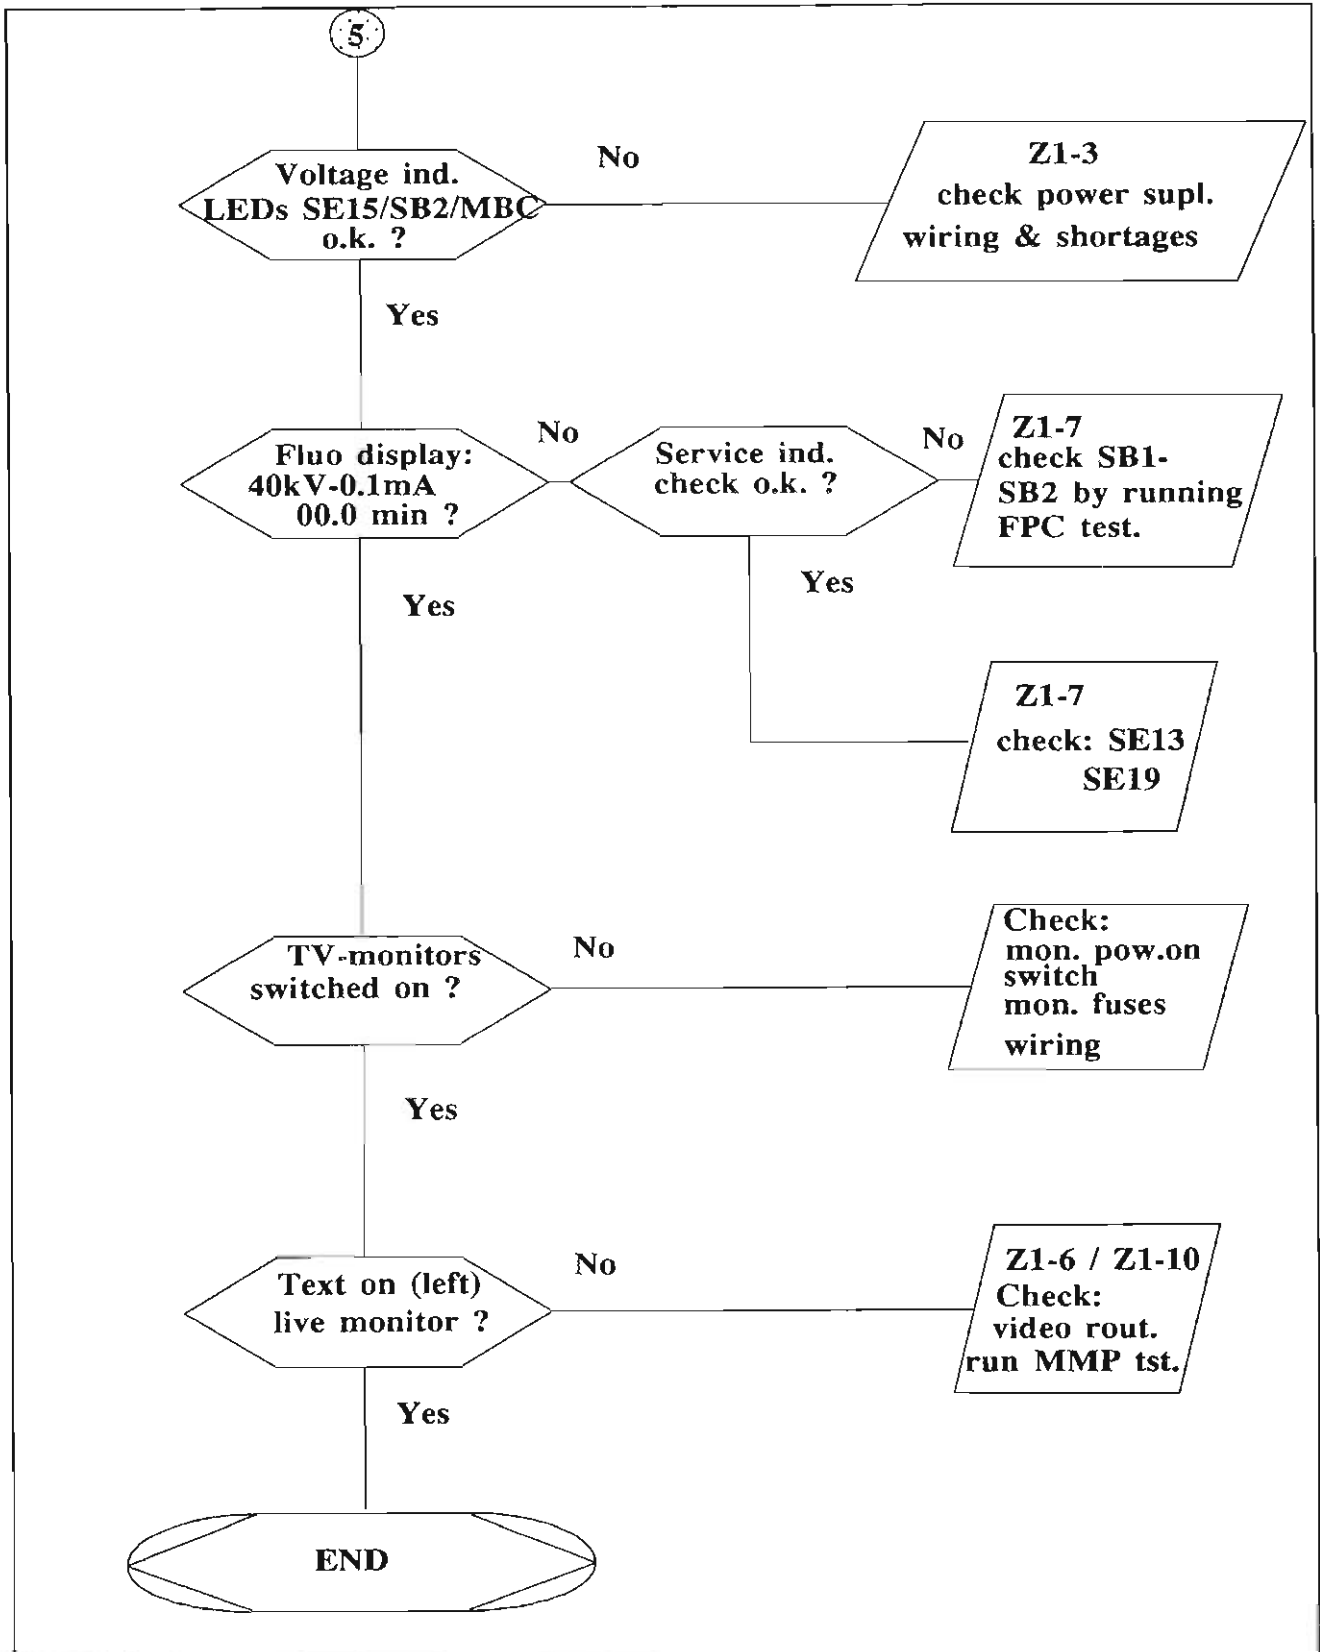 5
Voltage ind.
LEDs SE15/SB2/MBC
o.k. ?
No
Z1-3
check power supl.
wiring & shortages
Yes
Fluo display:
40kV-0.1mA
00.0 min ?
No
Service ind.
check o.k. ?
No
Z1-7
check SB1-
SB2 by running
FPC test.
Yes
Yes
Z1-7
check: SE13
SE19
TV-monitors
switched on ?
No
Check:
mon. pow.on
switch
mon. fuses
wiring
Yes
Text on (left)
live monitor ?
No
Z1-6 / Z1-10
Check:
video rout.
run MMP tst.
Yes
END